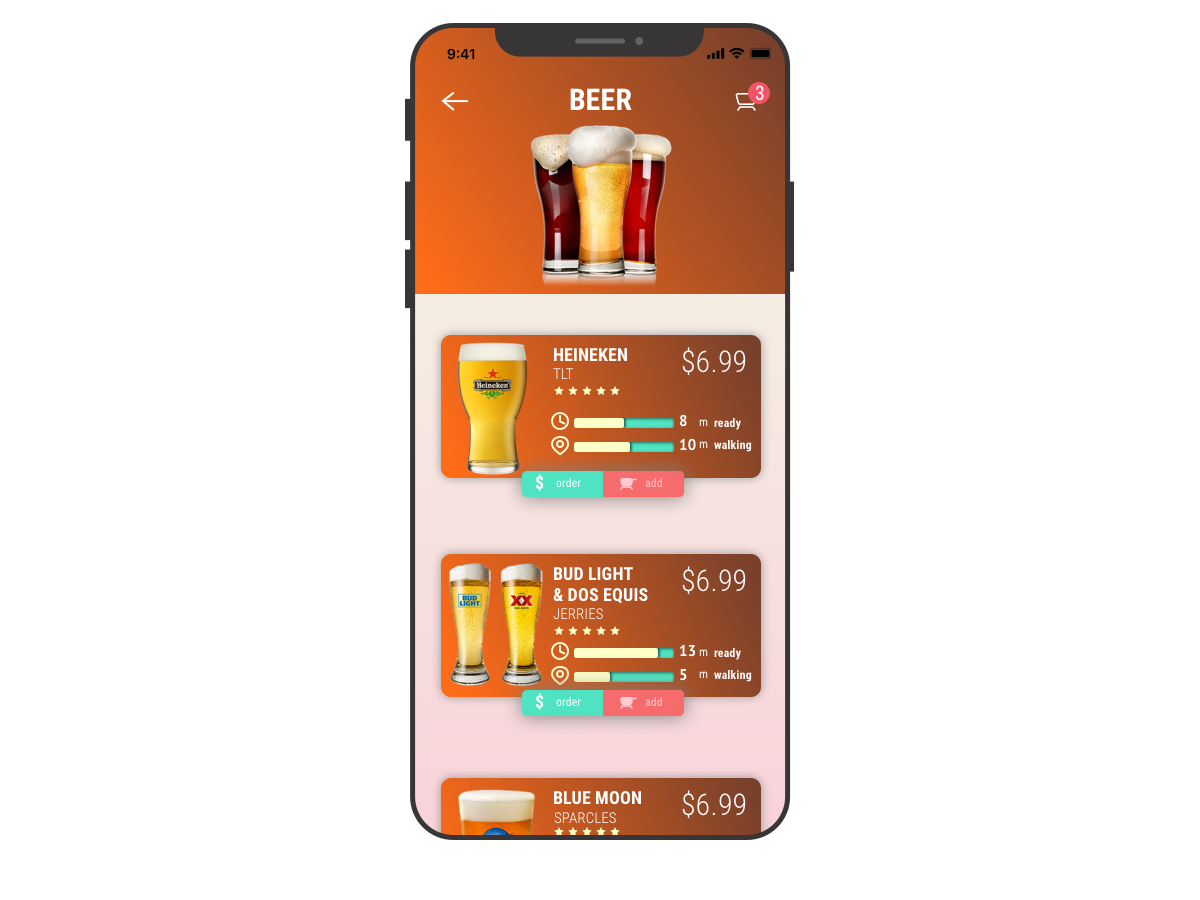 9:41
BEER
3
HEINEKEN
TLT
$6.99
Heineken
8 m ready
10 m walking
$ order
add
BUD LIGHT
& DOS EQUIS
JERRIES
$6.99
BUD
LIGHT
XX
13 m ready
5 m walking
$ order
add
BLUE MOON
SPARCLES
$6.99